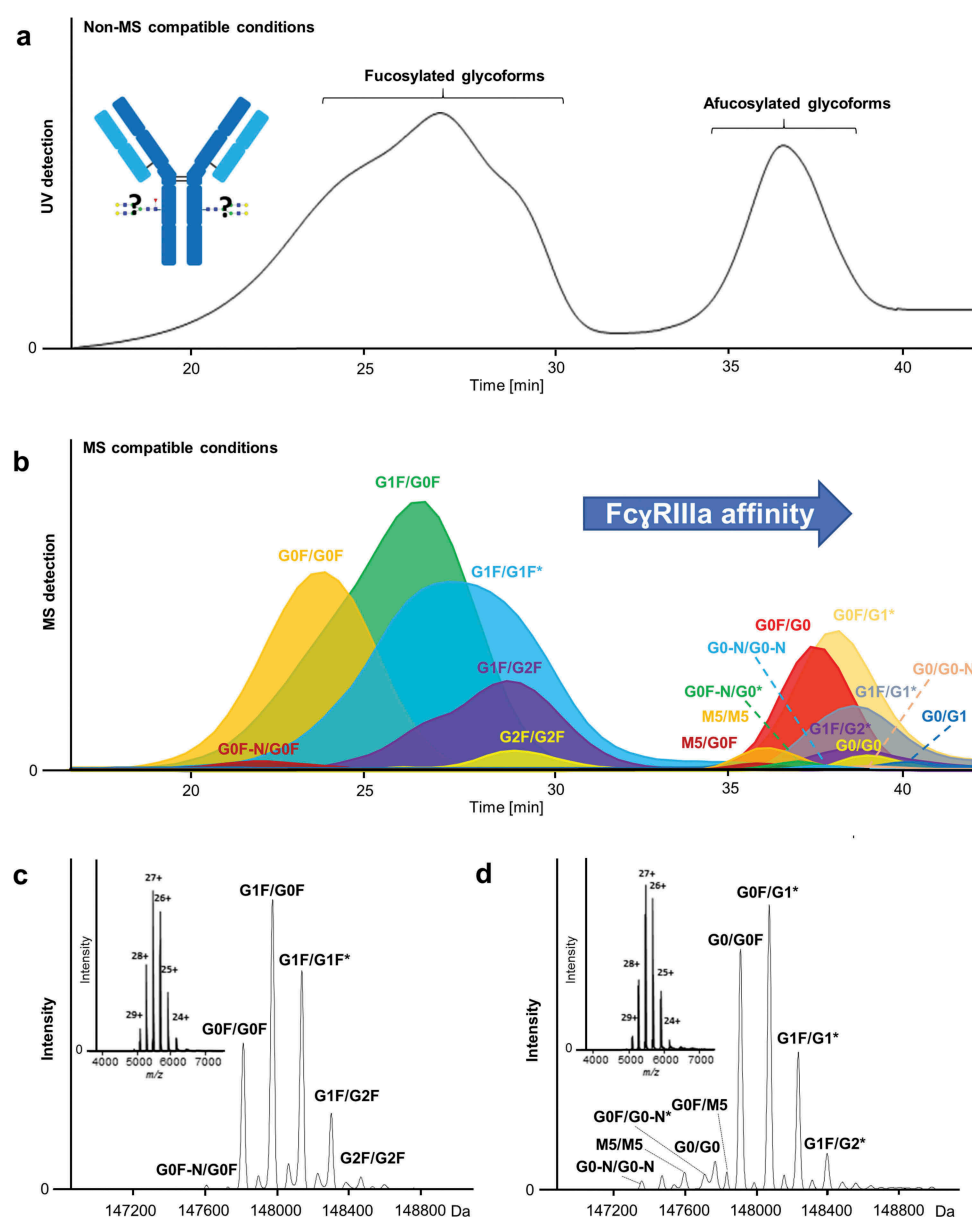 a
Non-MS compatible conditions
Fucosylated glycoforms
Afucosylated glycoforms
UV detection
? ?
0
20 25 30 35 40
Time [min]
b
MS compatible conditions
G1F/G0F
FcɣRIIIa affinity
G0F/G0F
G1F/G1F*
G0F/G0
G0F/G1*
MS detection
G0-N/G0-N
G0/G0-N
G1F/G2F
G0F-N/G0*
G1F/G1*
G0/G1
M5/M5
G1F/G2*
G0F-N/G0F
G2F/G2F
M5/G0F
G0/G0
0
20 25 30 35 40
Time [min]
c
27+
26+
28+
25+
29+
24+
Intensity
0
4000 5000 6000 7000
m/z
G1F/G0F
G1F/G1F*
G0F/G0F
G1F/G2F
G2F/G2F
G0F-N/G0F
Intensity
0
147200 147600 148000 148400 148800 Da
d
27+
26+
28+
25+
29+
24+
Intensity
0
4000 5000 6000 7000
m/z
G0F/G1*
G0/G0F
G1F/G1*
G0F/M5
G0F/G0-N*
M5/M5
G0/G0
G1F/G2*
G0-N/G0-N
Intensity
0
147200 147600 148000 148400 148800 Da